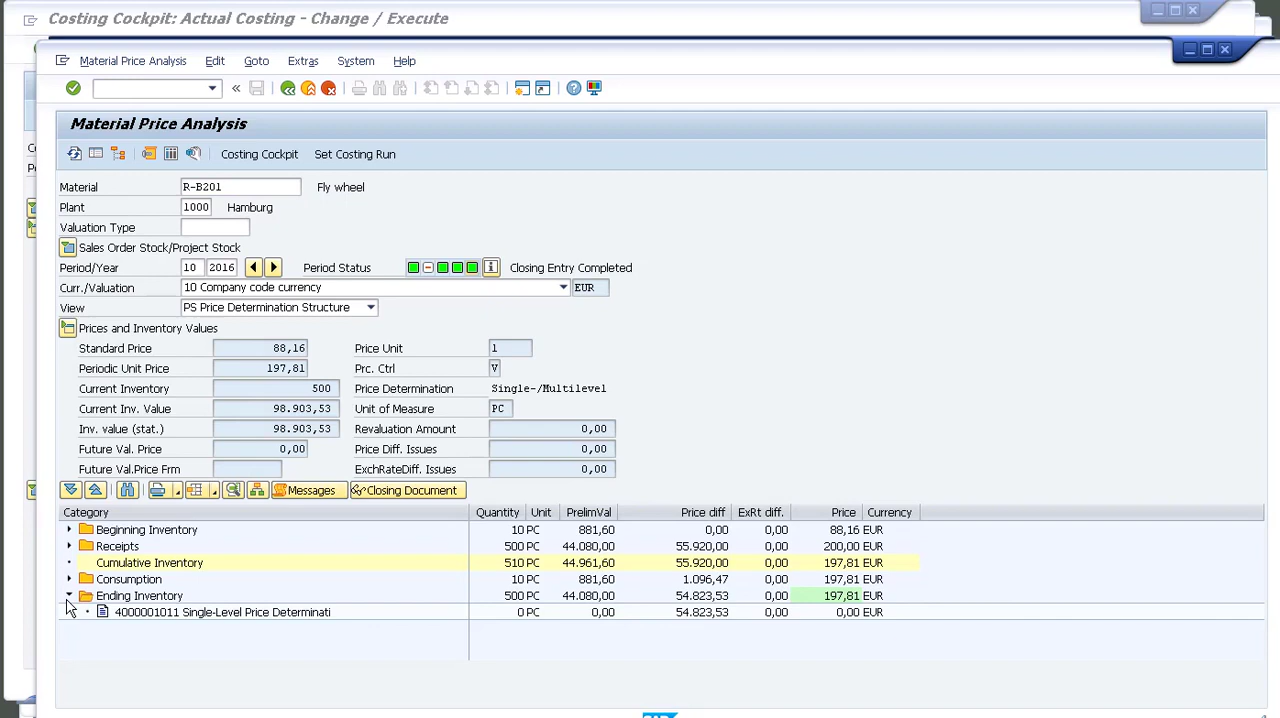 Costing Cockpit: Actual Costing - Change / Execute
Material Price Analysis Edit Goto Extras System Help
Material Price Analysis
Costing Cockpit Set Costing Run
Material R-B201 Fly wheel
Plant 1000 Hamburg
Valuation Type
Sales Order Stock/Project Stock
Period/Year 10 2016 Period Status Closing Entry Completed
Curr./Valuation 10 Company code currency EUR
View PS Price Determination Structure
Prices and Inventory Values
Standard Price 88,16 Price Unit 1
Periodic Unit Price 197,81 Prc. Ctrl V
Current Inventory 500 Price Determination Single-/Multilevel
Current Inv. Value 98.903,53 Unit of Measure PC
Inv. value (stat.) 98.903,53 Revaluation Amount 0,00
Future Val. Price 0,00 Price Diff. Issues 0,00
Future Val.Price Frm ExchRateDiff. Issues 0,00
Messages Closing Document
Category Quantity Unit PrelimVal Price diff ExRt diff. Price Currency
Beginning Inventory 10 PC 881,60 0,00 0,00 88,16 EUR
Receipts 500 PC 44.080,00 55.920,00 0,00 200,00 EUR
Cumulative Inventory 510 PC 44.961,60 55.920,00 0,00 197,81 EUR
Consumption 10 PC 881,60 1.096,47 0,00 197,81 EUR
Ending Inventory 500 PC 44.080,00 54.823,53 0,00 197,81 EUR
4000001011 Single-Level Price Determinati 0 PC 0,00 54.823,53 0,00 0,00 EUR